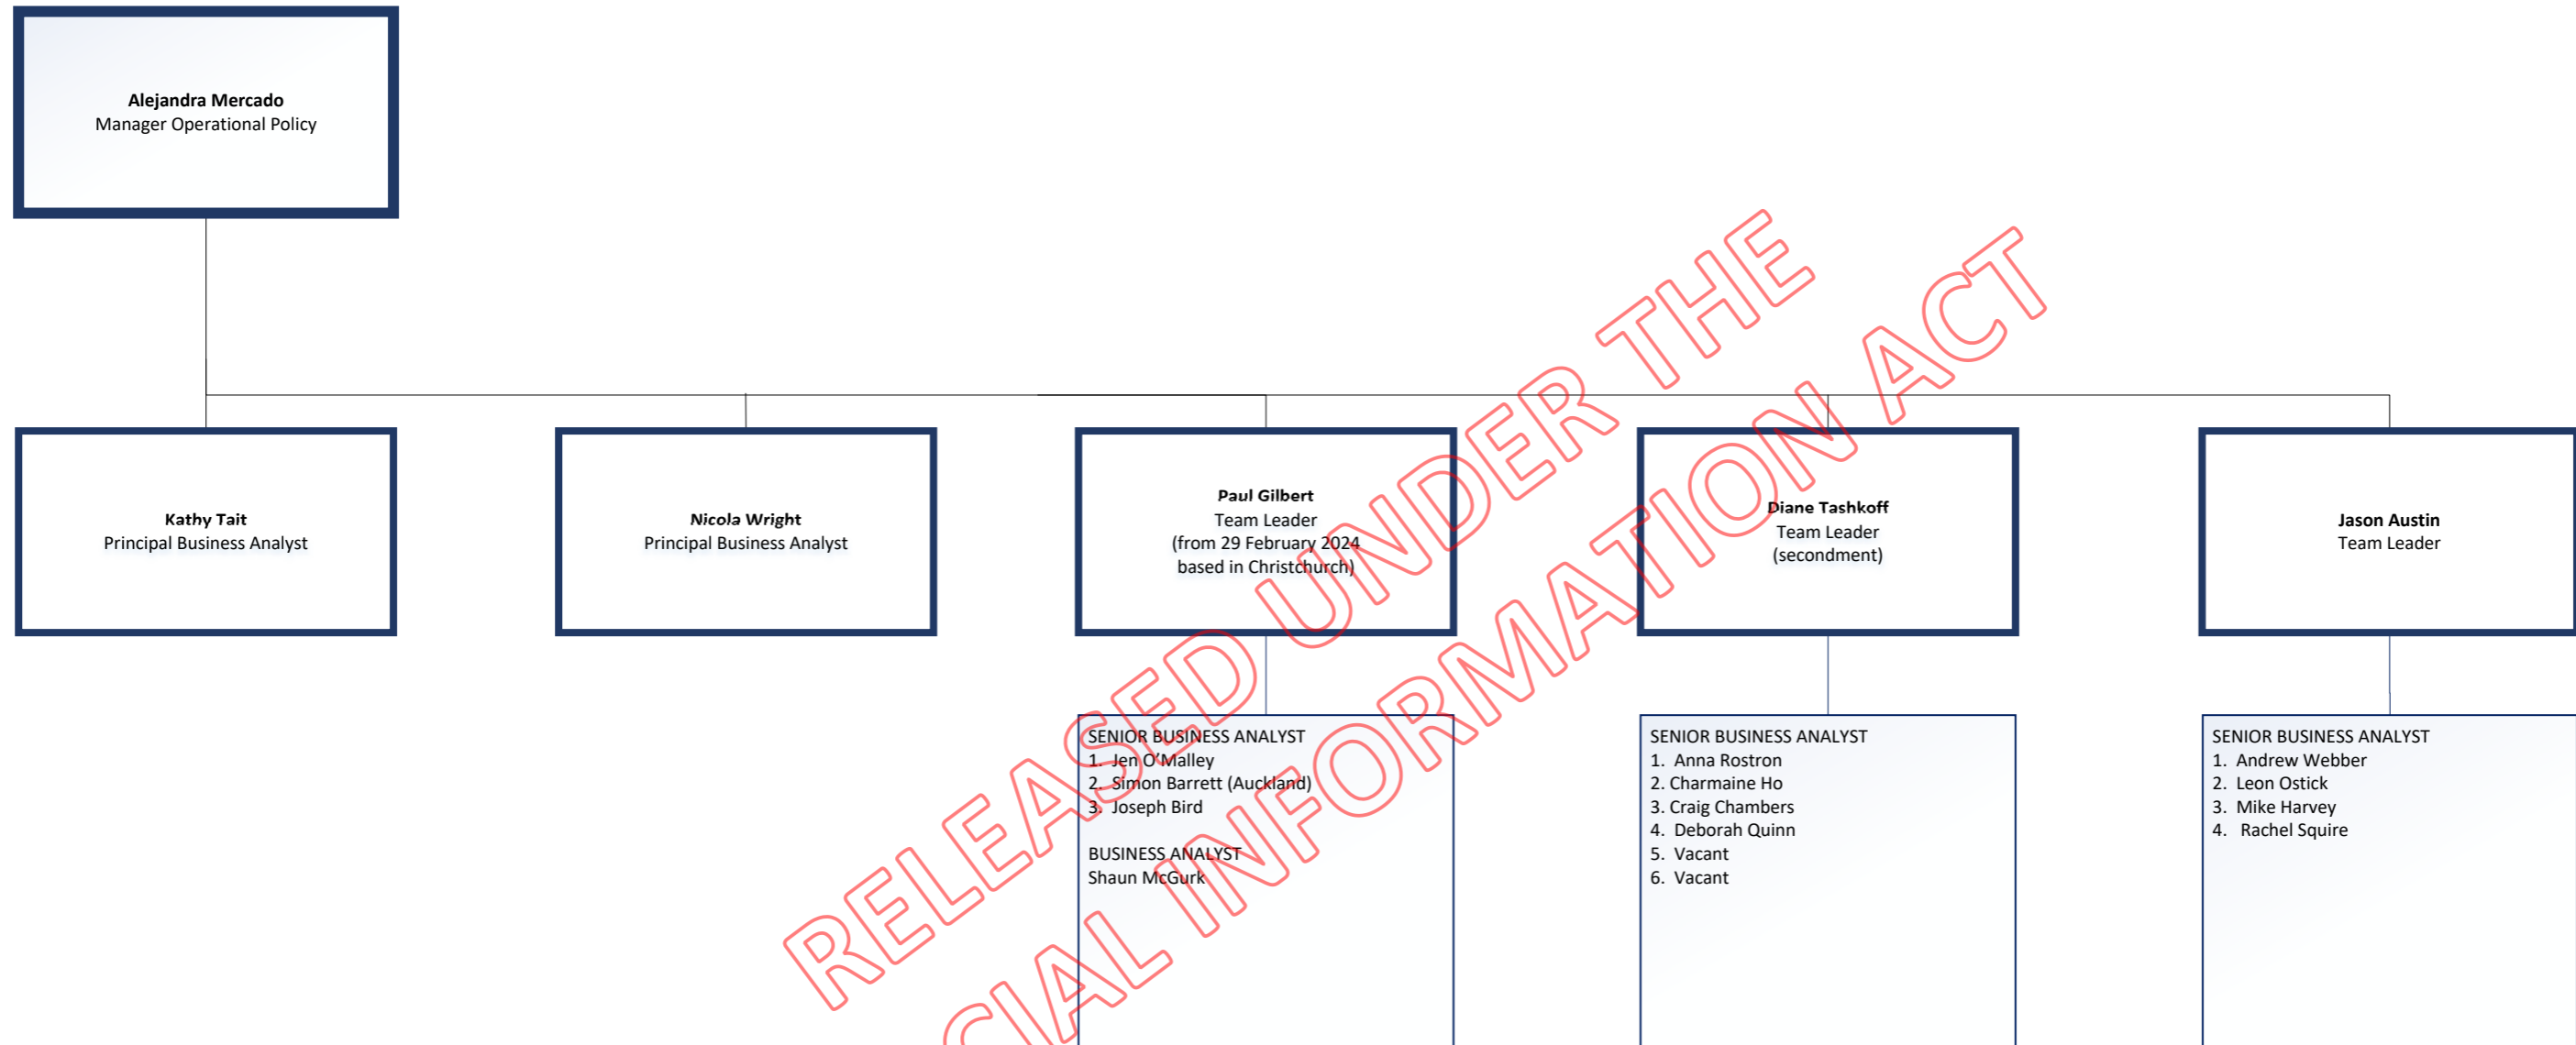 Alejandra Mercado
Manager Operational Policy
Kathy Tait
Principal Business Analyst
Nicola Wright
Principal Business Analyst
Paul Gilbert
Team Leader
(from 29 February 2024
based in Christchurch)
Diane Tashkoff
Team Leader
(secondment)
Jason Austin
Team Leader
SENIOR BUSINESS ANALYST
1. Jen O’Malley
2. Simon Barrett (Auckland)
3. Joseph Bird
BUSINESS ANALYST
Shaun McGurk
SENIOR BUSINESS ANALYST
1. Anna Rostron
2. Charmaine Ho
3. Craig Chambers
4. Deborah Quinn
5. Vacant
6. Vacant
SENIOR BUSINESS ANALYST
1. Andrew Webber
2. Leon Ostick
3. Mike Harvey
4. Rachel Squire
RELEASED UNDER THE
CIAL INFORMATION ACT